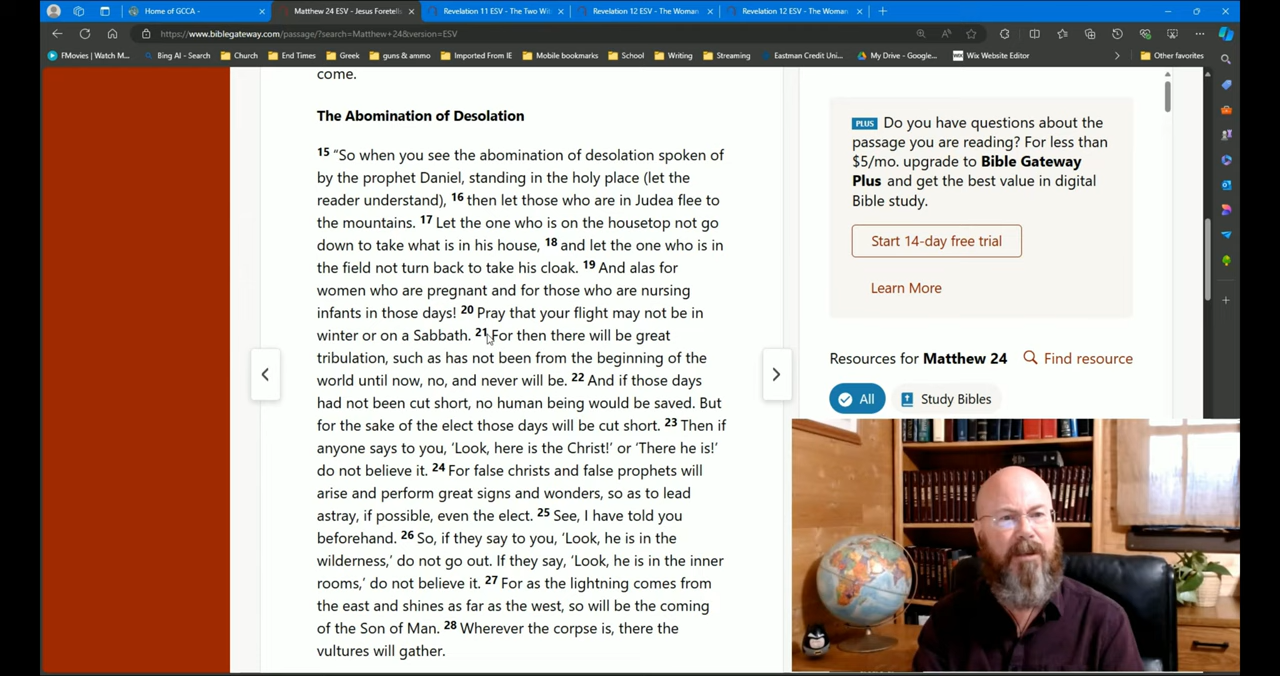 Home of GCCA -
Matthew 24 ESV - Jesus Foretells
Revelation 11 ESV - The Two Wit
Revelation 12 ESV - The Woman
Revelation 12 ESV - The Woman
https://www.biblegateway.com/passage/?search=Matthew+24&version=ESV
FMovies | Watch M...
Bing AI - Search
Church
End Times
Greek
guns & ammo
Imported From IE
Mobile bookmarks
School
Writing
Streaming
Eastman Credit Uni...
My Drive - Google...
Wix Website Editor
Other favorites
come.
The Abomination of Desolation
15 “So when you see the abomination of desolation spoken of
by the prophet Daniel, standing in the holy place (let the
reader understand), 16 then let those who are in Judea flee to
the mountains. 17 Let the one who is on the housetop not go
down to take what is in his house, 18 and let the one who is in
the field not turn back to take his cloak. 19 And alas for
women who are pregnant and for those who are nursing
infants in those days! 20 Pray that your flight may not be in
winter or on a Sabbath. 21 For then there will be great
tribulation, such as has not been from the beginning of the
world until now, no, and never will be. 22 And if those days
had not been cut short, no human being would be saved. But
for the sake of the elect those days will be cut short. 23 Then if
anyone says to you, ‘Look, here is the Christ!’ or ‘There he is!’
do not believe it. 24 For false christs and false prophets will
arise and perform great signs and wonders, so as to lead
astray, if possible, even the elect. 25 See, I have told you
beforehand. 26 So, if they say to you, ‘Look, he is in the
wilderness,’ do not go out. If they say, ‘Look, he is in the inner
rooms,’ do not believe it. 27 For as the lightning comes from
the east and shines as far as the west, so will be the coming
of the Son of Man. 28 Wherever the corpse is, there the
vultures will gather.
PLUS Do you have questions about the
passage you are reading? For less than
$5/mo. upgrade to Bible Gateway
Plus and get the best value in digital
Bible study.
Start 14-day free trial
Learn More
Resources for Matthew 24
Find resource
All
Study Bibles